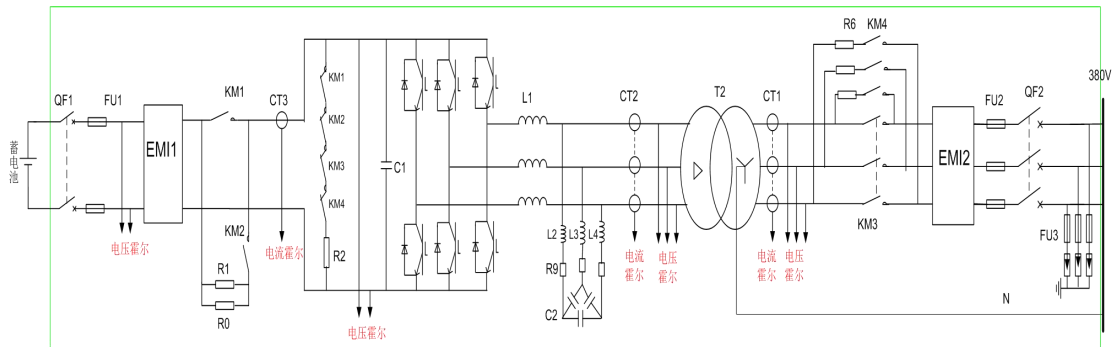 R6
KM4
380V
QF1
FU1
KM1
CT3
KM1
L1
CT2
T2
CT1
FU2
QF2
KM2
蓄电池
EMI1
EMI2
KM3
C1
KM4
KM3
KM2
L2
L3
L4
FU3
电压霍尔
电流霍尔
R2
电流
霍尔
电压
霍尔
电流
霍尔
电压
霍尔
R1
R9
R0
C2
N
电压霍尔